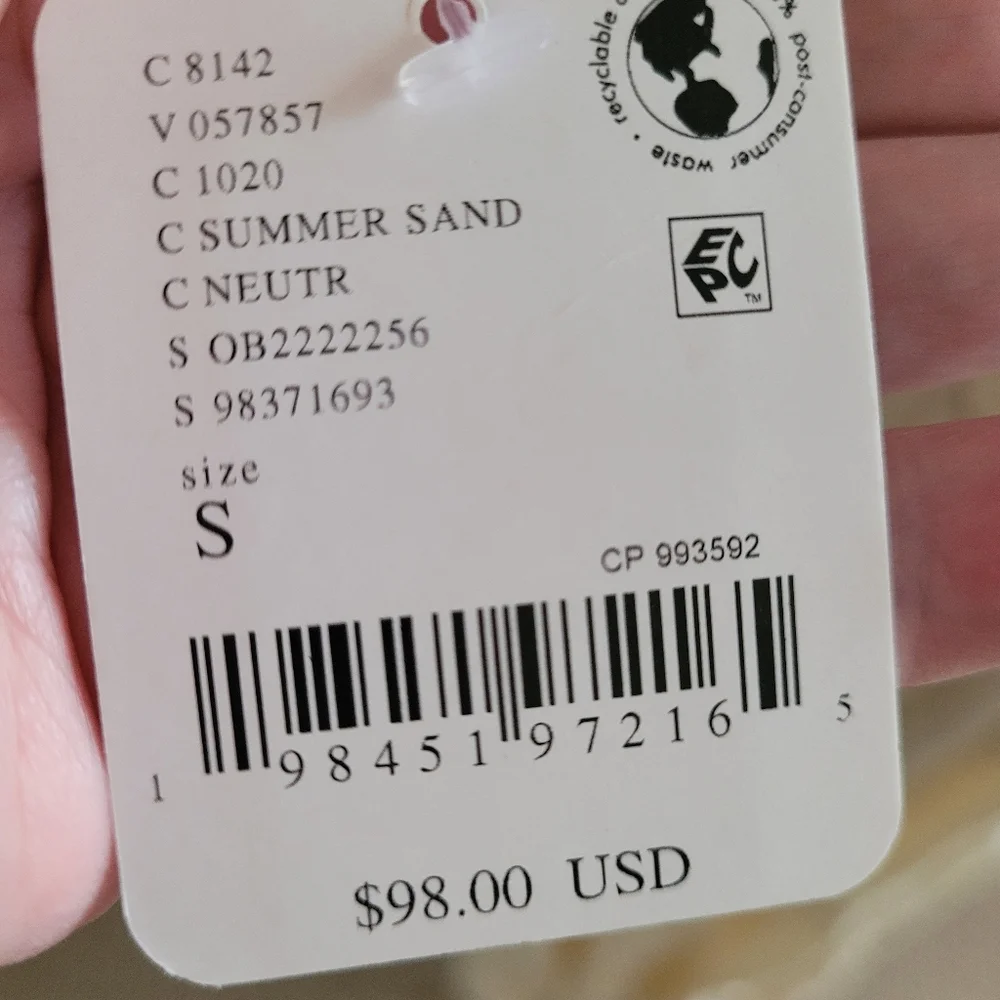 C 8142
V 057857
C 1020
C SUMMER SAND
C NEUTR
S OB2222256
S 98371693
size
S
recyclable
% post-consumer waste •
EPC
TM
CP 993592
1 98451 97216 5
$98.00 USD